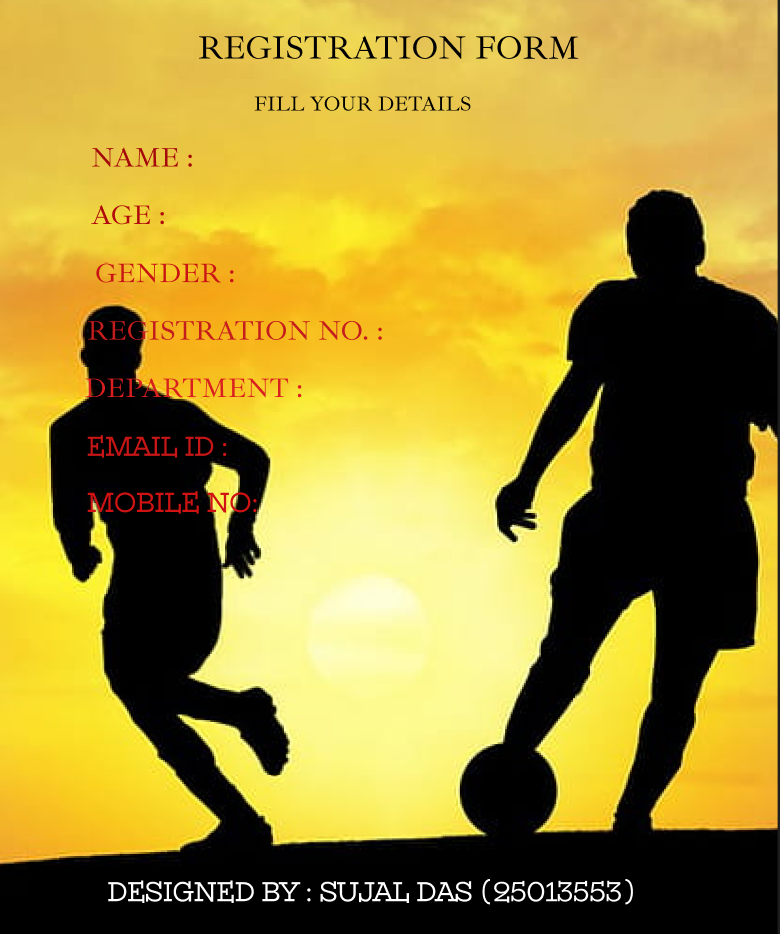 REGISTRATION FORM
FILL YOUR DETAILS
NAME :
AGE :
GENDER :
REGISTRATION NO. :
DEPARTMENT :
EMAIL ID :
MOBILE NO:
DESIGNED BY : SUJAL DAS (25013553)